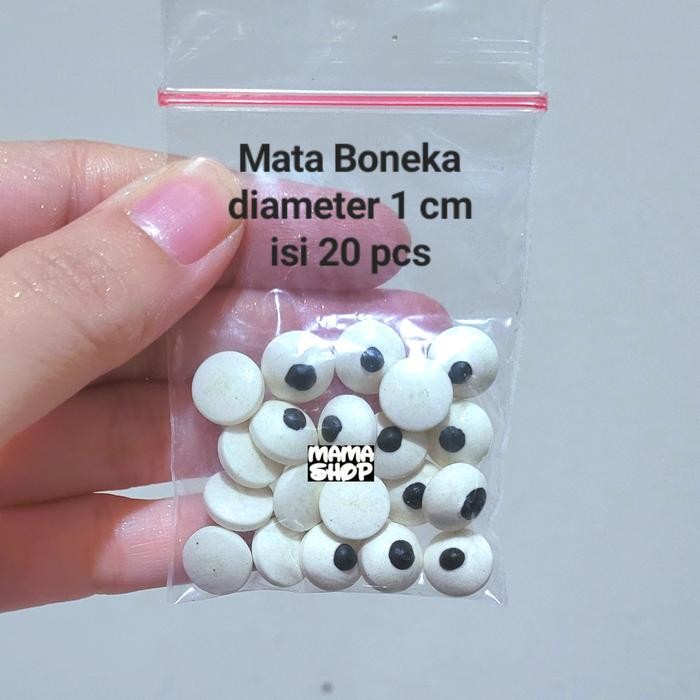 Mata Boneka
diameter 1 cm
isi 20 pcs
MAMA
SHOP